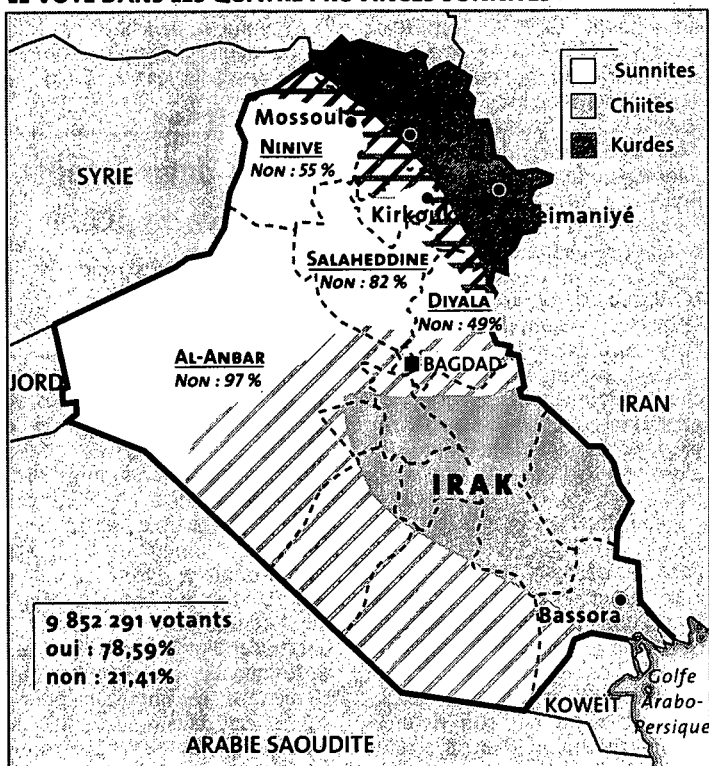 Sunnites
Chiites
Kurdes
Mossoul
NINIVE
NON : 55 %
SYRIE
SALAHEDDINE
NON : 82 %
DIYALA
NON : 49%
AL-ANBAR
NON : 97 %
BAGDAD
JORD
IRAN
IRAK
Bassora
9 852 291 votants
oui : 78,59%
non : 21,41%
KOWEIT
Golfe
Arabo-
Persique
ARABIE SAOUDITE